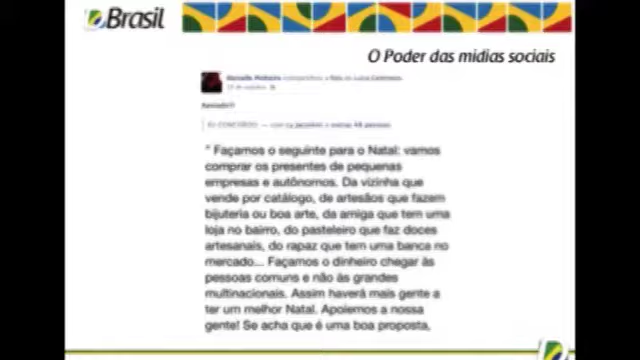 Brasil
O Poder das midias sociais
" Façamos o seguinte para o Natal: vamos
comprar os presentes de pequenas
empresas e autônomos. Da vizinha que
vende por catálogo, de artesãos que fazem
bijuteria ou boa arte, da amiga que tem uma
loja no bairro, do pasteleiro que faz doces
artesanais, do rapaz que tem uma banca no
mercado... Façamos o dinheiro chegar às
pessoas comuns e não às grandes
multinacionais. Assim haverá mais gente a
ter um melhor Natal. Apoiemos a nossa
gente! Se acha que é uma boa proposta,